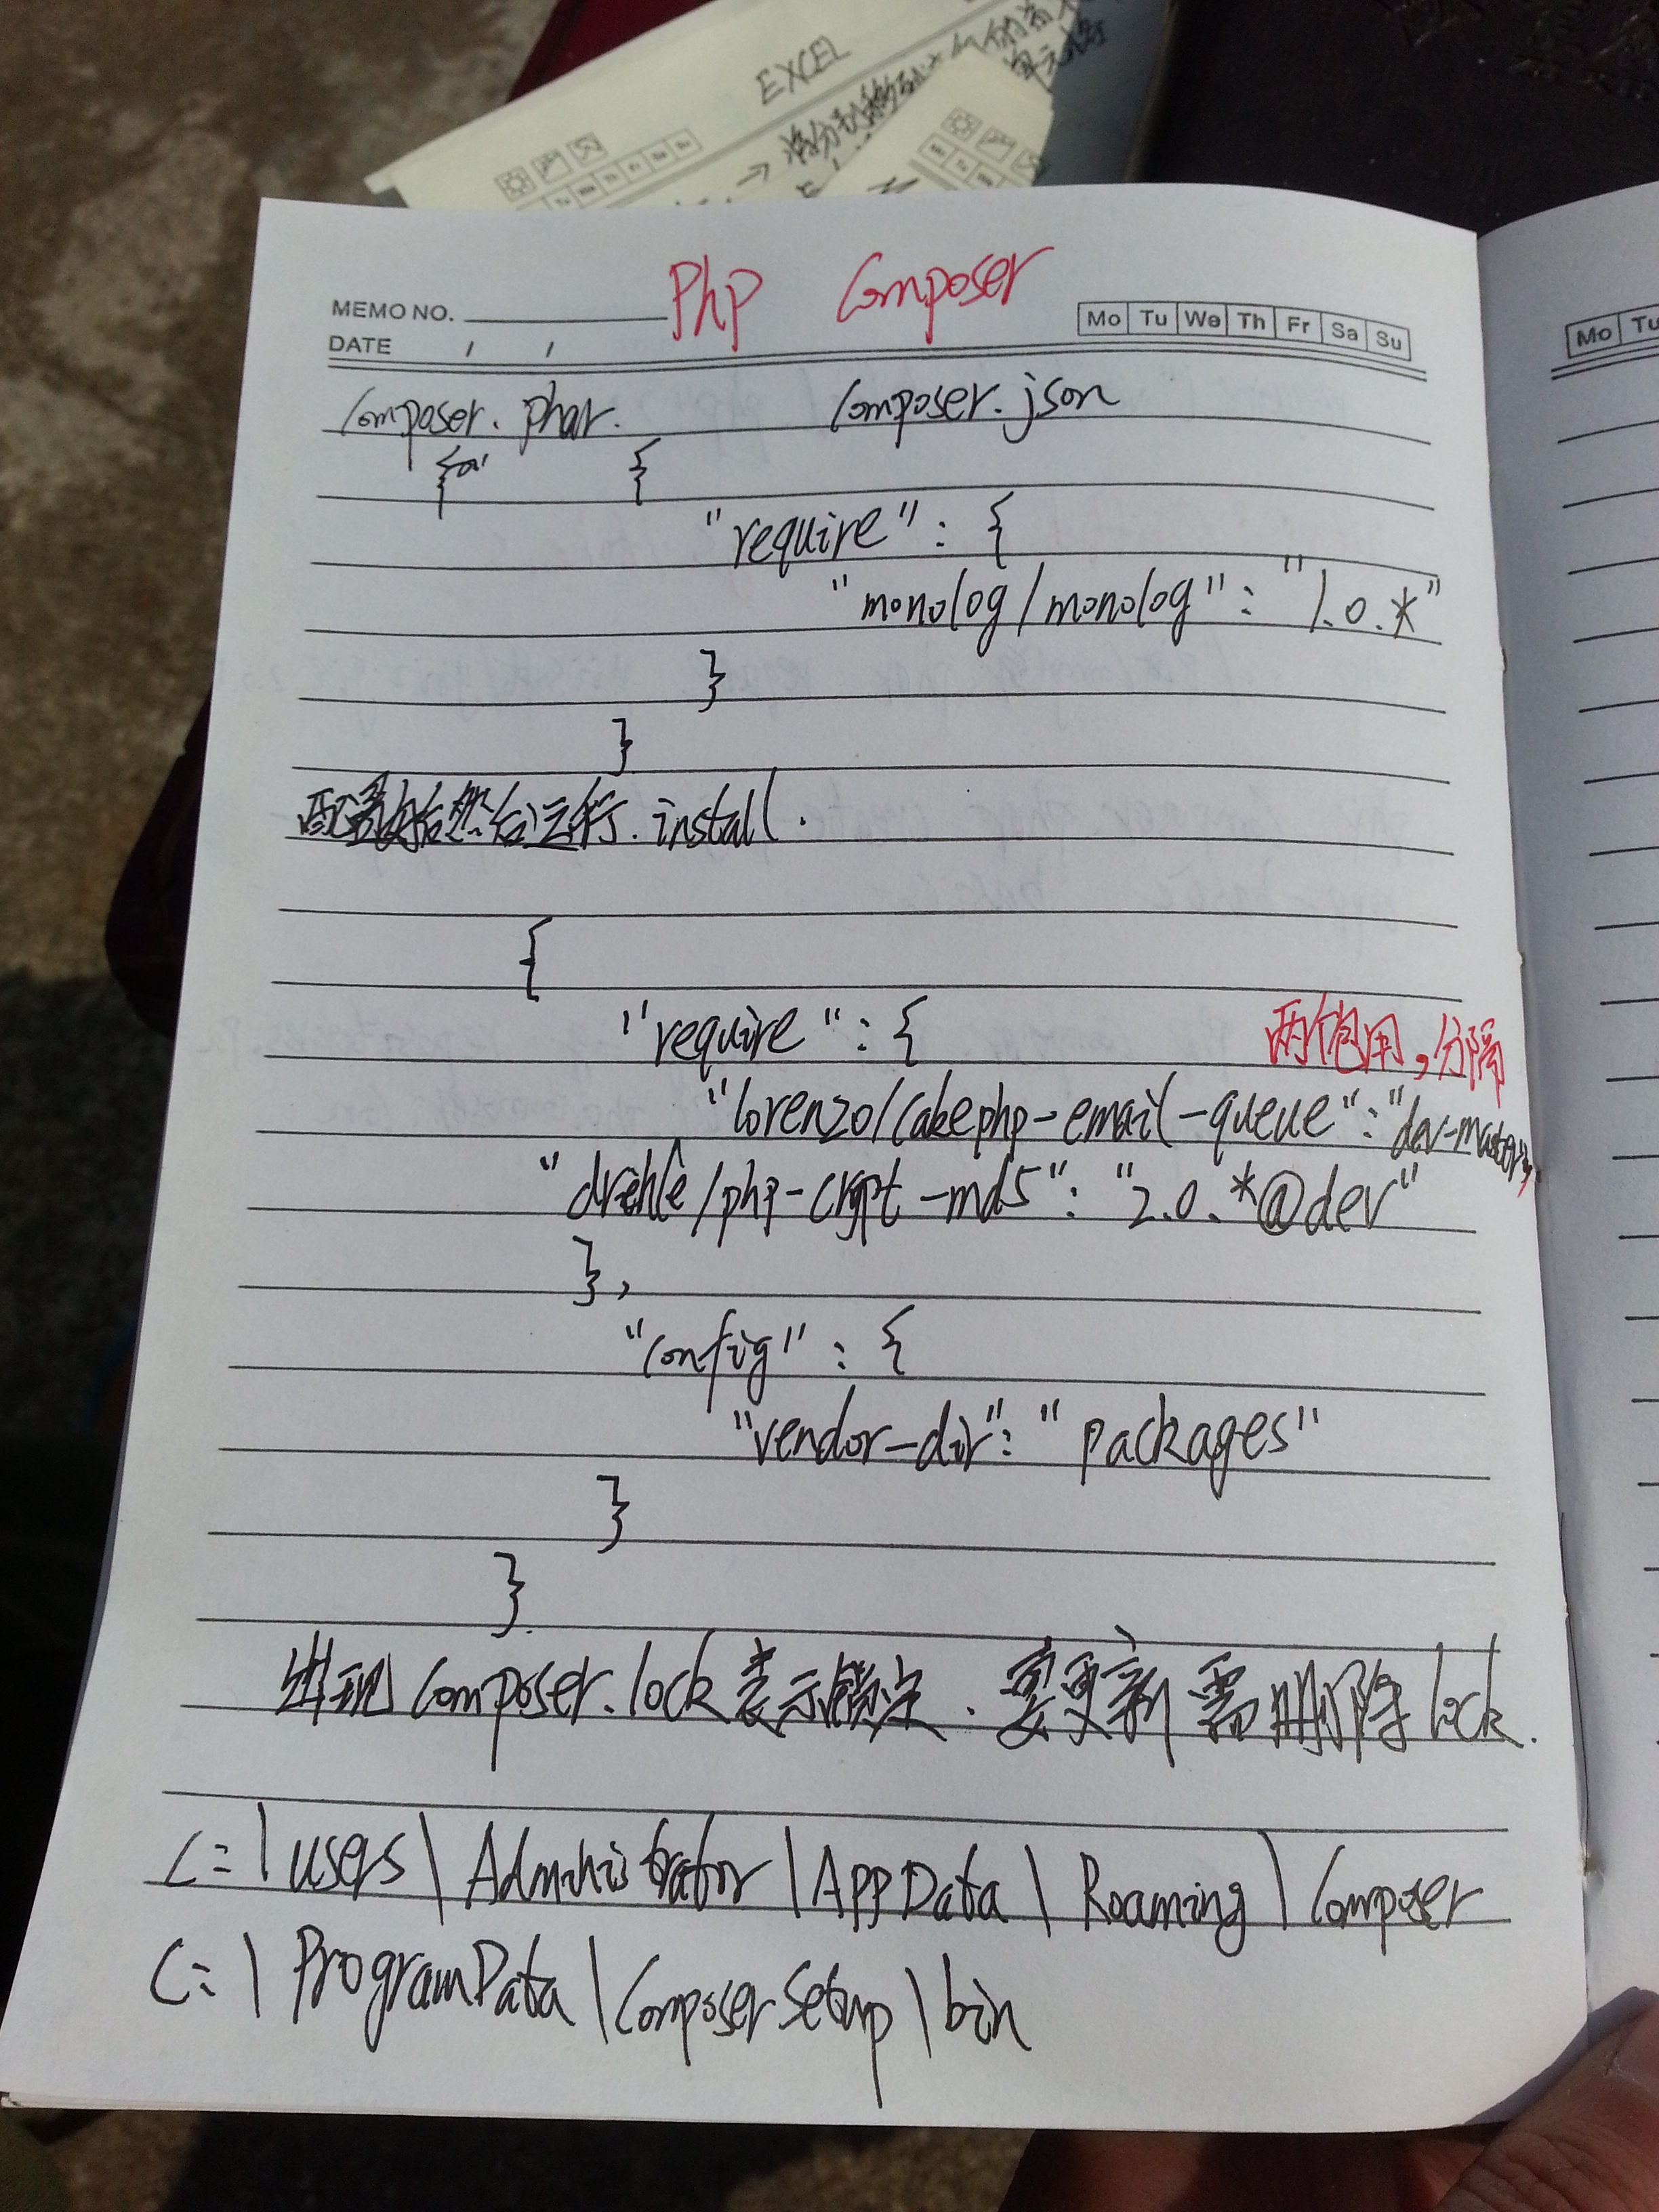 EXCEL
Php Composer
MEMO NO.
DATE / /
Mo Tu We Th Fr Sa Su
Mo Tu
Composer.phar. Composer.json
{
"require": {
"monolog/monolog": "1.0.*"
}
}
然后运行.install.
{
"require": {
两个包用,分隔
"lorenzo/cakephp-email-queue": "dev-master",
"drehle/php-crypt-md5": "2.0.*@dev"
},
"config": {
"vendor-dir": "packages"
}
}.
出现Composer.lock表示锁定.要更新需删除lock.
C:\users\Administrator\AppData\Roaming\Composer
C:\ProgramData\ComposerSetup\bin